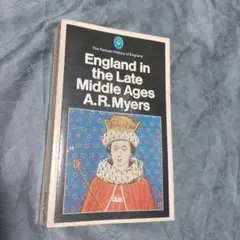 The Pelican History of England
England in
the Late
Middle Ages
A.R.Myers